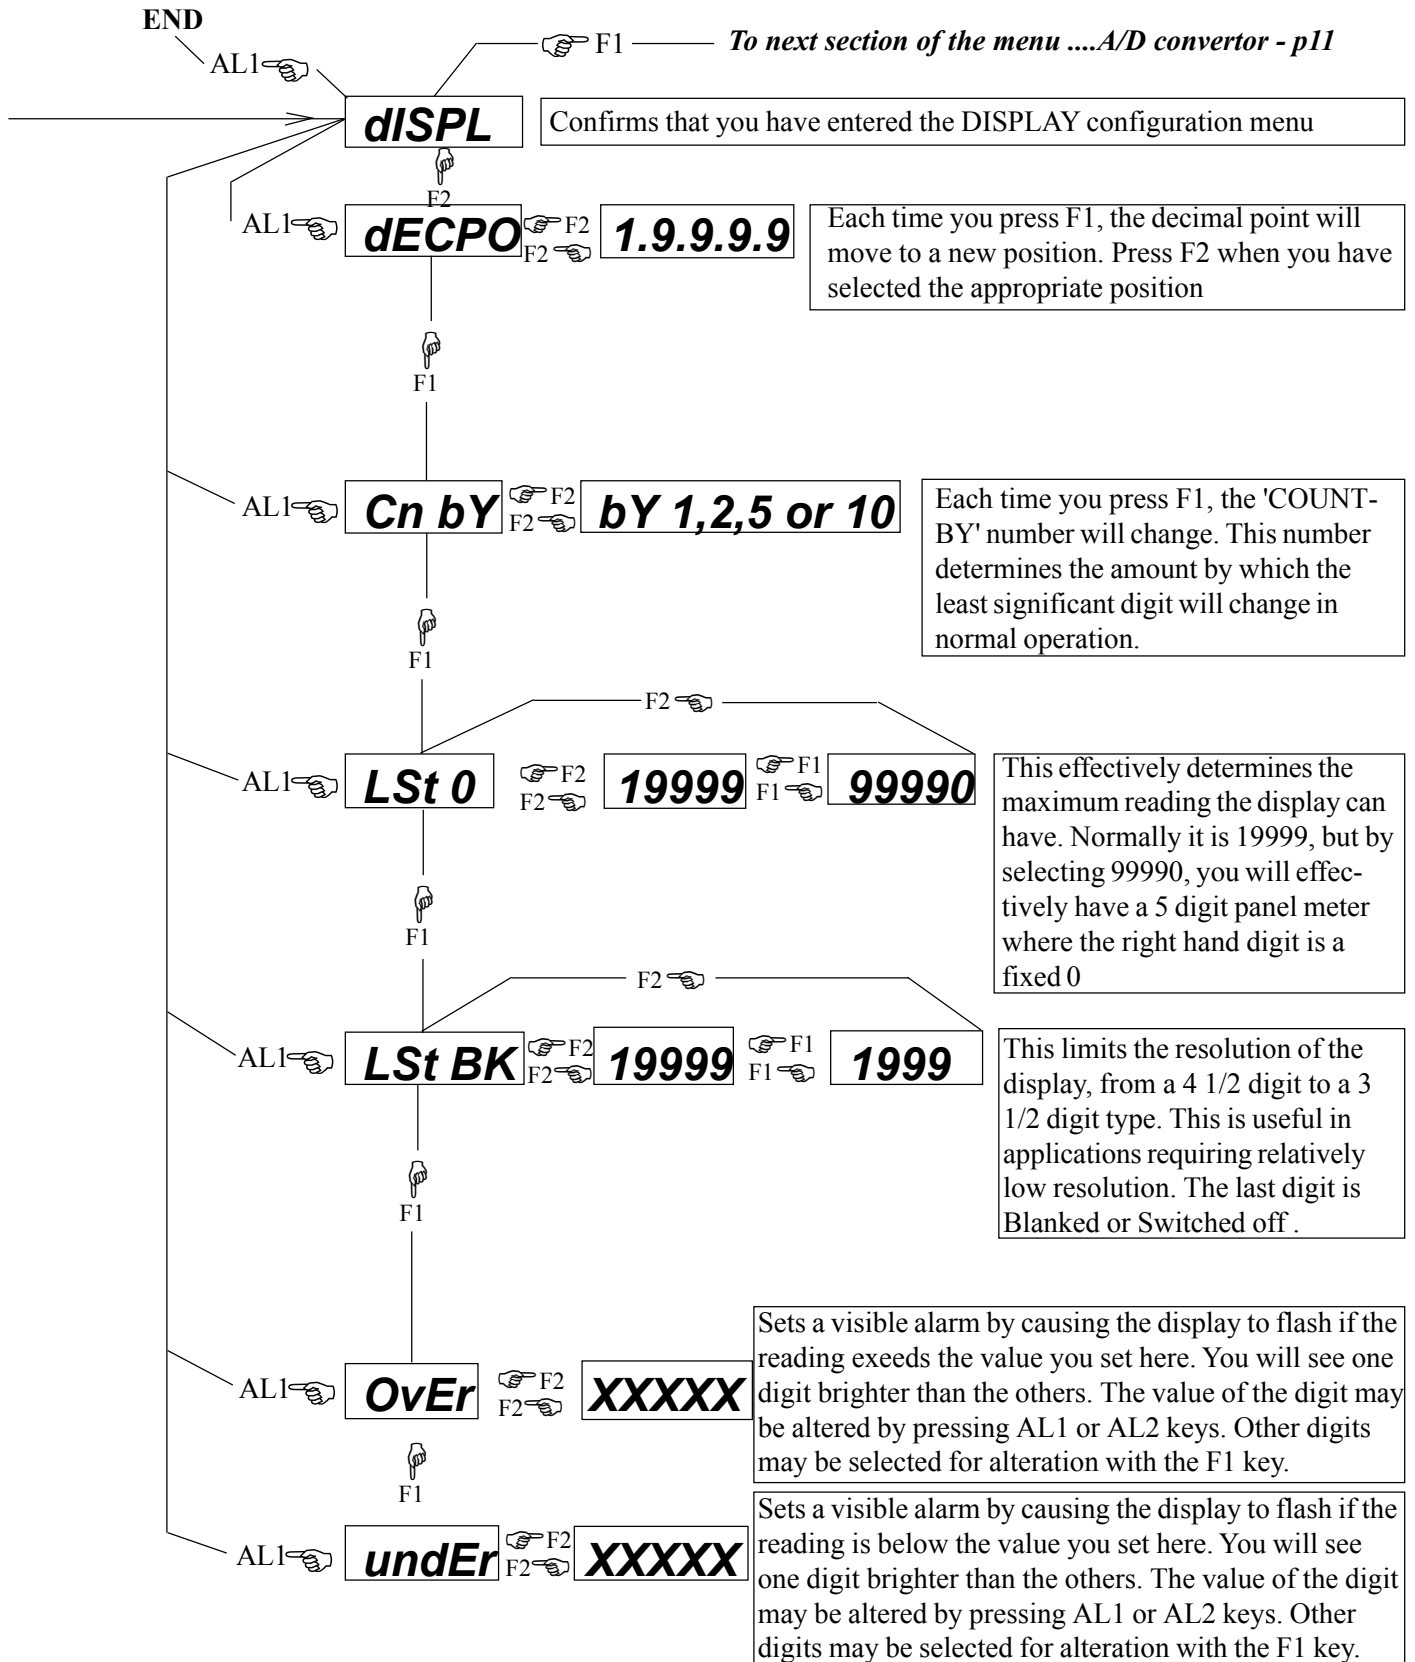 END
AL1
F1
To next section of the menu ....A/D convertor - p11
dISPL
Confirms that you have entered the DISPLAY configuration menu
F2
AL1
dECPO
F2
F2
1.9.9.9.9
Each time you press F1, the decimal point will
move to a new position. Press F2 when you have
selected the appropriate position
F1
AL1
Cn bY
F2
F2
bY 1,2,5 or 10
Each time you press F1, the 'COUNT-
BY' number will change. This number
determines the amount by which the
least significant digit will change in
normal operation.
F1
F2
AL1
LSt 0
F2
F2
19999
F1
F1
99990
This effectively determines the
maximum reading the display can
have. Normally it is 19999, but by
selecting 99990, you will effec-
tively have a 5 digit panel meter
where the right hand digit is a
fixed 0
F1
F2
AL1
LSt BK
F2
F2
19999
F1
F1
1999
This limits the resolution of the
display, from a 4 1/2 digit to a 3
1/2 digit type. This is useful in
applications requiring relatively
low resolution. The last digit is
Blanked or Switched off .
F1
AL1
OvEr
F2
F2
XXXXX
Sets a visible alarm by causing the display to flash if the
reading exeeds the value you set here. You will see one
digit brighter than the others. The value of the digit may
be altered by pressing AL1 or AL2 keys. Other digits
may be selected for alteration with the F1 key.
F1
AL1
undEr
F2
F2
XXXXX
Sets a visible alarm by causing the display to flash if the
reading is below the value you set here. You will see
one digit brighter than the others. The value of the digit
may be altered by pressing AL1 or AL2 keys. Other
digits may be selected for alteration with the F1 key.